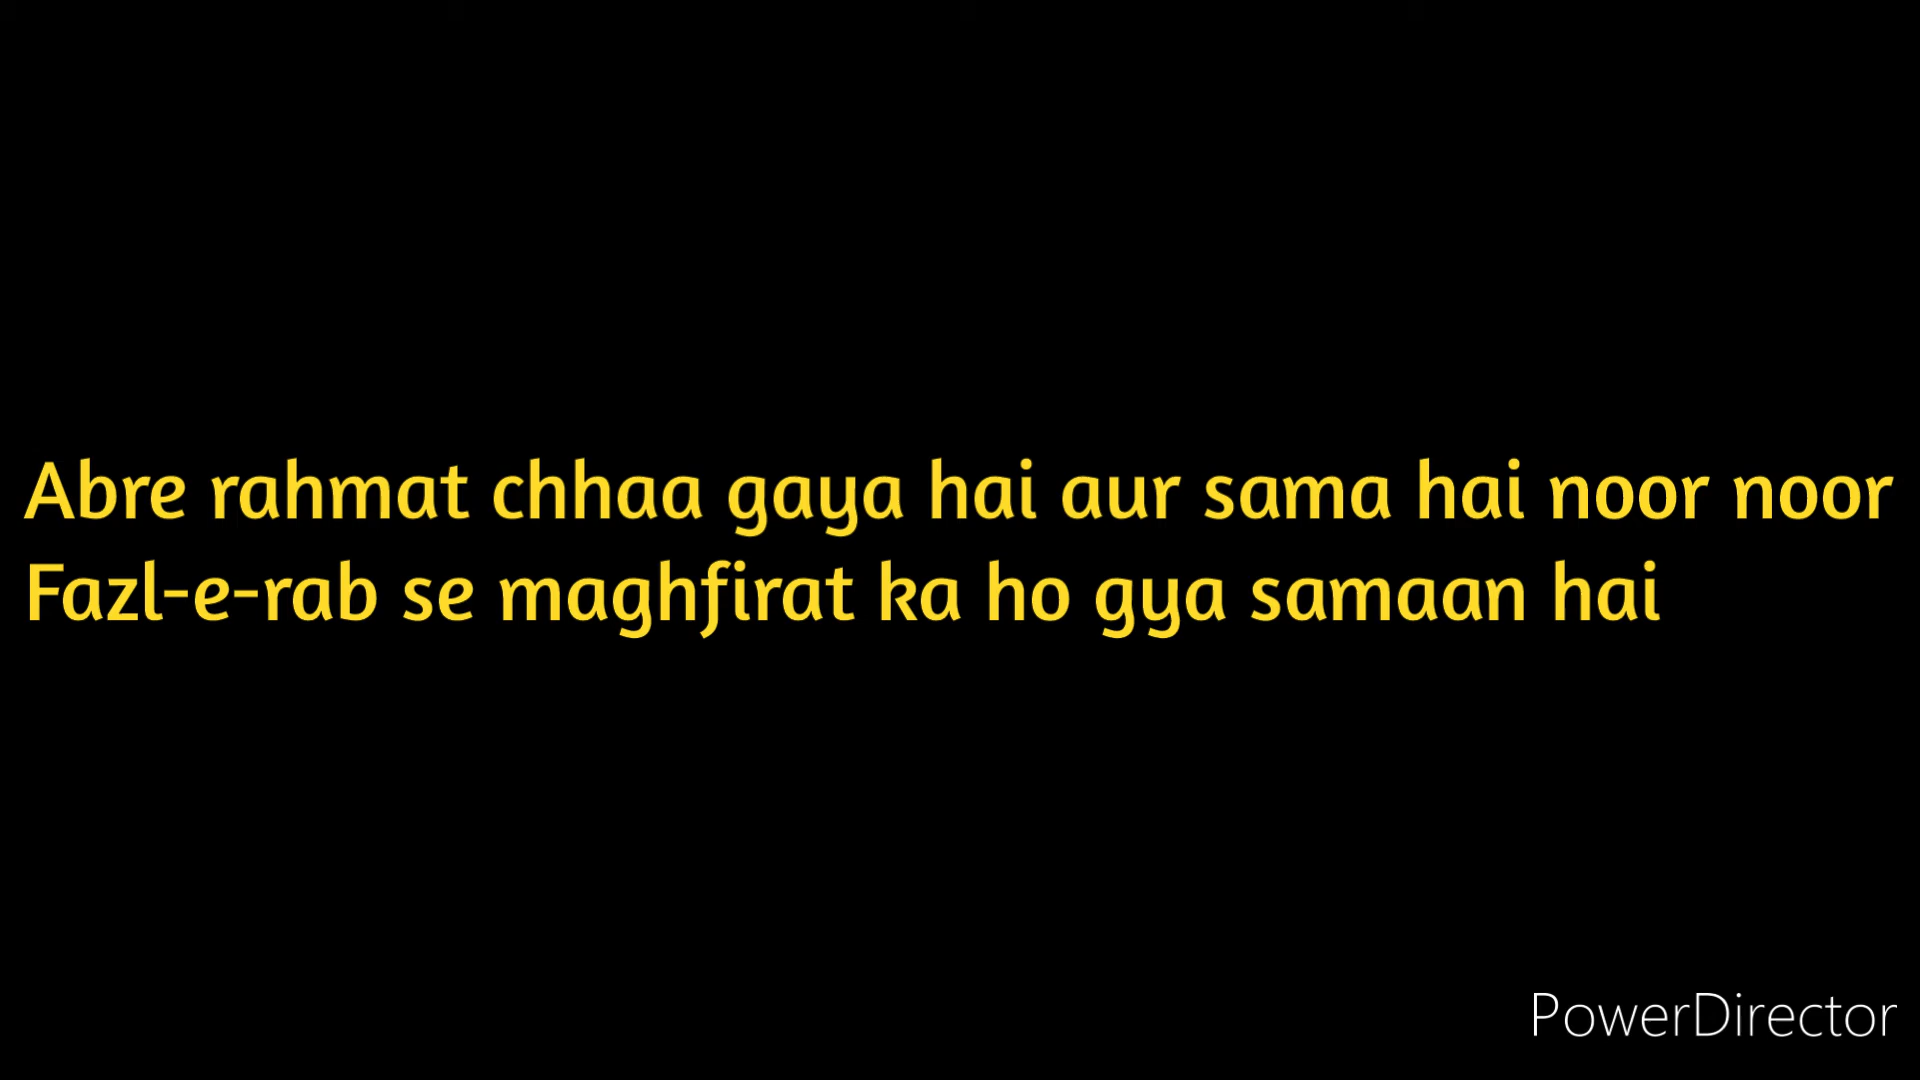 Abre rahmat chhaa gaya hai aur sama hai noor noor
Fazl-e-rab se maghfirat ka ho gya samaan hai
PowerDirector